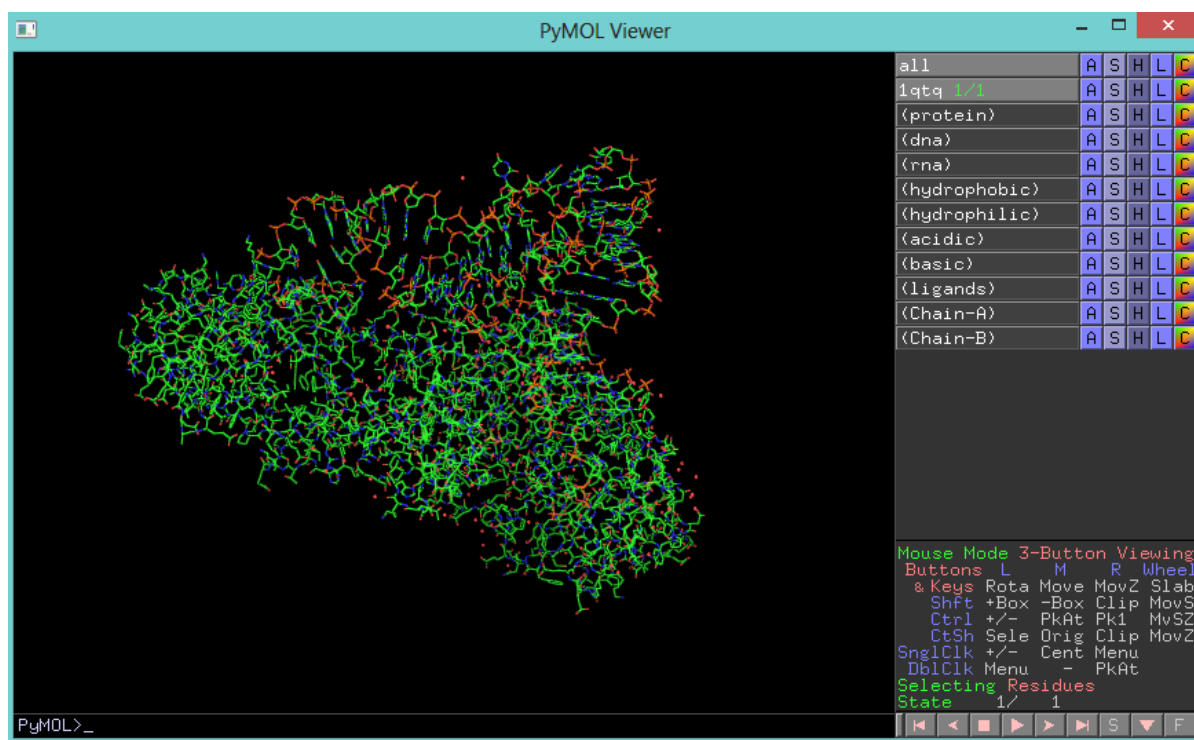 PyMOL Viewer
all A S H L C
1qtq 1/1 A S H L C
(protein) A S H L C
(dna) A S H L C
(rna) A S H L C
(hydrophobic) A S H L C
(hydrophilic) A S H L C
(acidic) A S H L C
(basic) A S H L C
(ligands) A S H L C
(Chain-A) A S H L C
(Chain-B) A S H L C
Mouse Mode 3-Button Viewing
Buttons L M R Wheel
& Keys Rota Move MovZ Slab
Shft +Box -Box Clip MovS
Ctrl +/- PkAt Pk1 MvSZ
CtSh Sele Orig Clip MovZ
SnglClk +/- Cent Menu
DblClk Menu - PkAt
Selecting Residues
State 1/ 1
PyMOL>_
S F